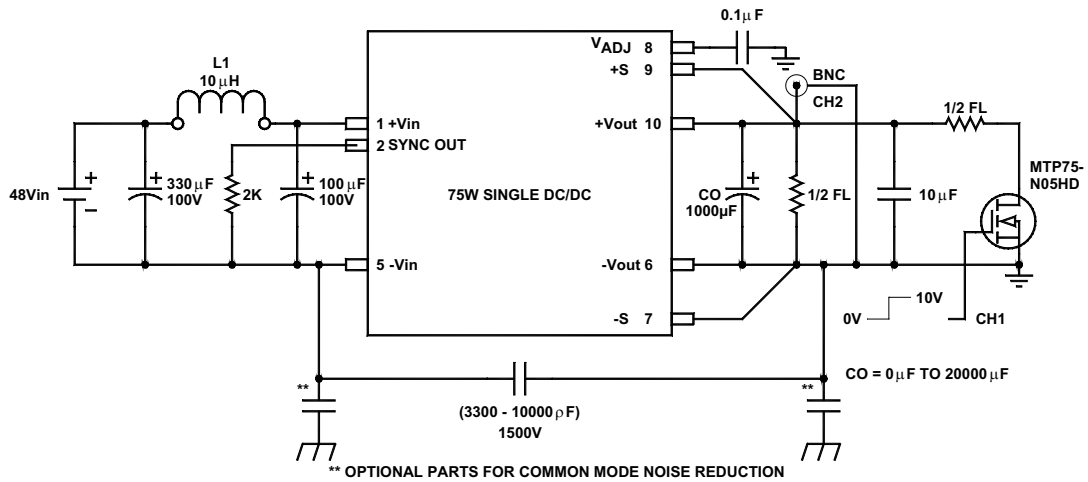 0.1μF
VADJ 8
+S 9
L1
10μH
BNC
CH2
1/2 FL
1 +Vin
+Vout 10
2 SYNC OUT
MTP75-
N05HD
48Vin
+
−
+
330μF
100V
2K
+
100μF
100V
75W SINGLE DC/DC
+
CO
1000μF
1/2 FL
10μF
5 -Vin
-Vout 6
0V
10V
CH1
-S 7
CO = 0μF TO 20000μF
**
**
(3300 - 10000ρF)
1500V
** OPTIONAL PARTS FOR COMMON MODE NOISE REDUCTION